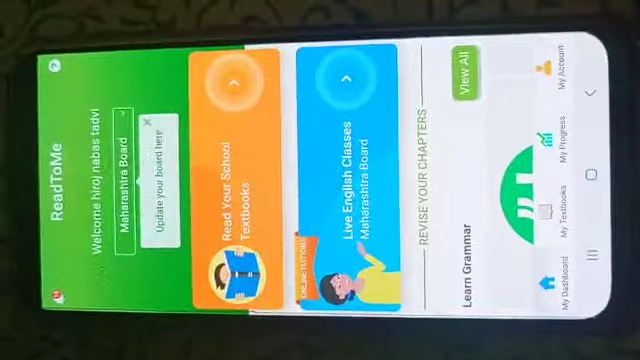 ReadToMe
Welcome hiroj nabas tadvi
Maharashtra Board
Update your board here
Read Your School
Textbooks
ONLINE TUITIONS
Live English Classes
Maharashtra Board
REVISE YOUR CHAPTERS
Learn Grammar
View All
My Dashboard
My Textbooks
My Progress
My Account